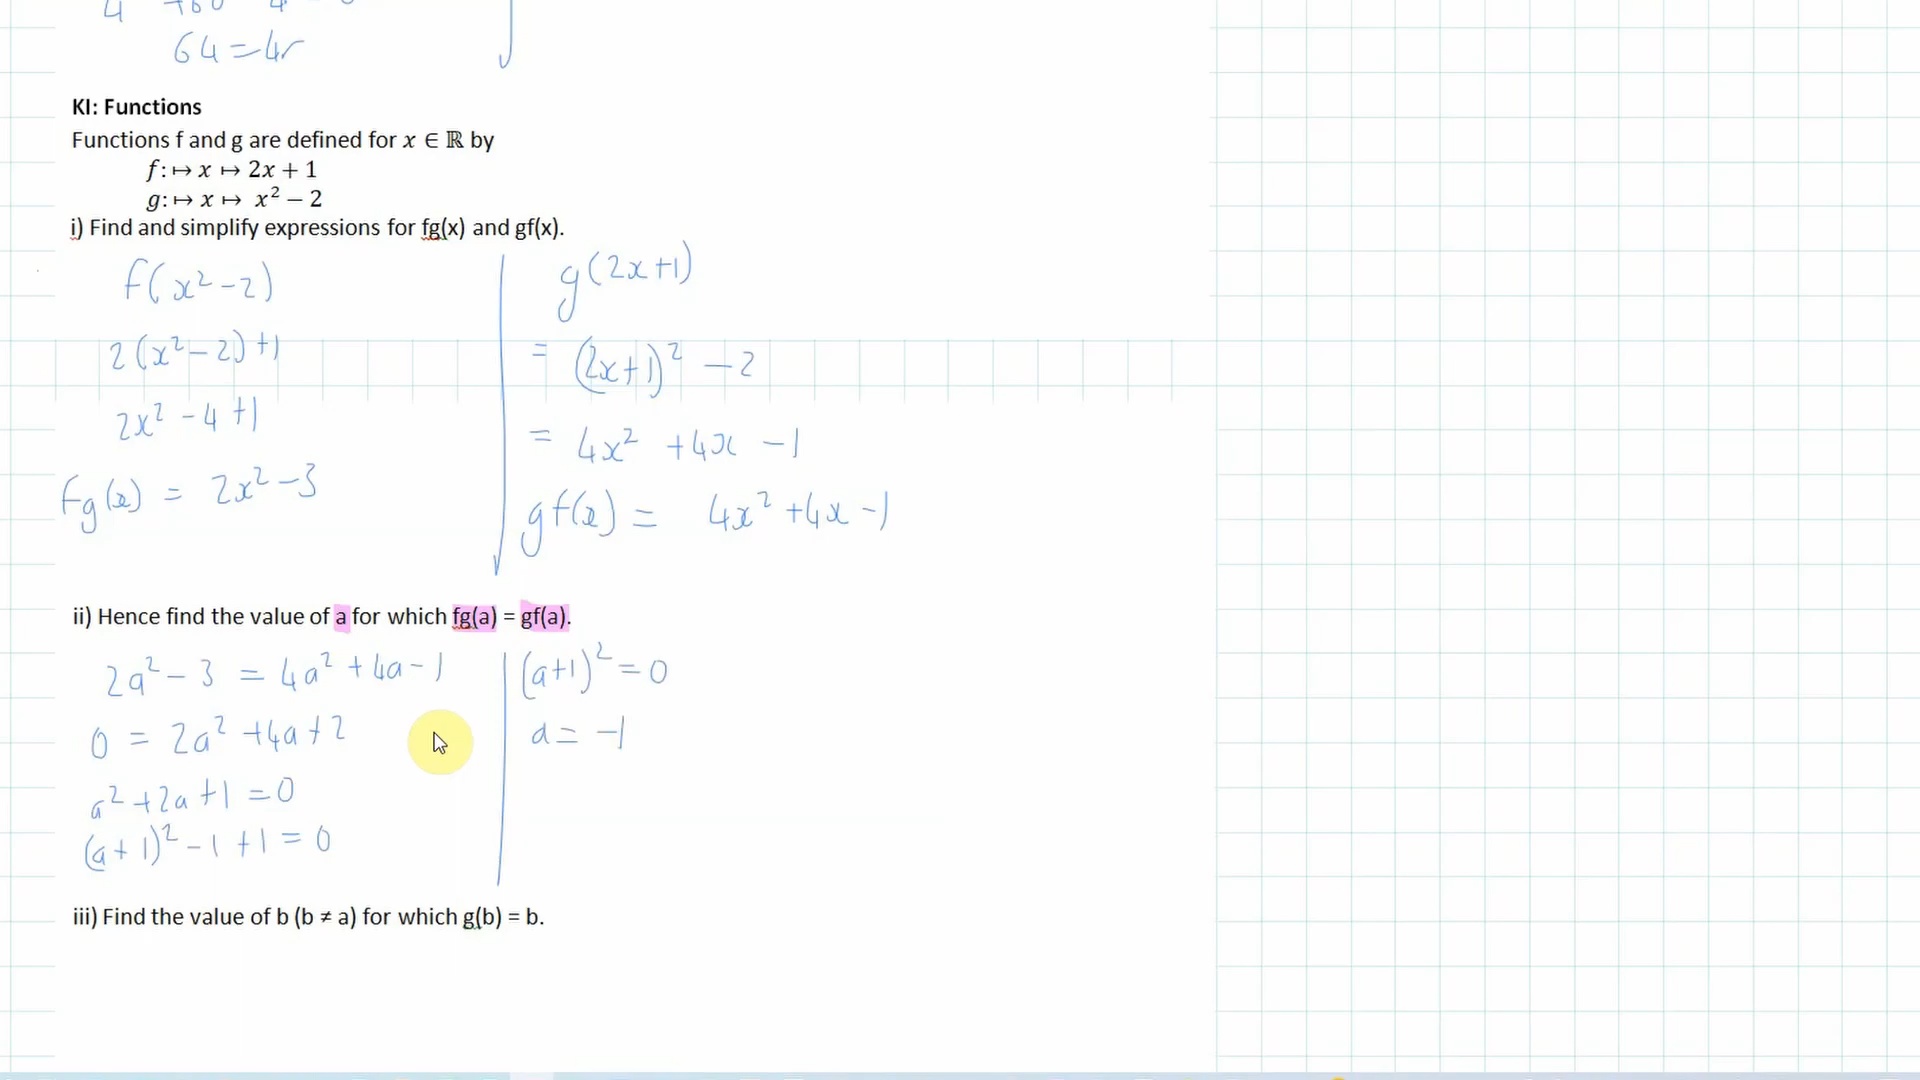 64=4r
KI: Functions
Functions f and g are defined for x ∈ ℝ by
f:↦ x ↦ 2x + 1
g:↦ x ↦ x² − 2
i) Find and simplify expressions for fg(x) and gf(x).
f(x²-2)
2(x²-2)+1
2x²-4+1
fg(x) = 2x²-3
g(2x+1)
= (2x+1)² -2
= 4x² +4x -1
gf(x) = 4x²+4x-1
ii) Hence find the value of a for which fg(a) = gf(a).
2a²-3 = 4a²+4a-1
0 = 2a²+4a+2
a²+2a+1=0
(a+1)²-1+1=0
(a+1)²=0
a= -1
iii) Find the value of b (b ≠ a) for which g(b) = b.